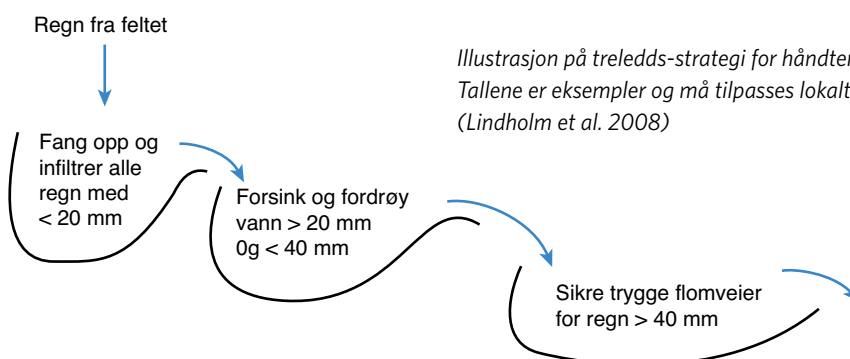 Regn fra feltet
Illustrasjon på treledds-strategi for
Tallene er eksempler og må tilpasses lokalt
(Lindholm et al. 2008)
Fang opp og
infiltrer alle
regn med
< 20 mm
Forsink og fordrøy
vann > 20 mm
0g < 40 mm
Sikre trygge flomveier
for regn > 40 mm